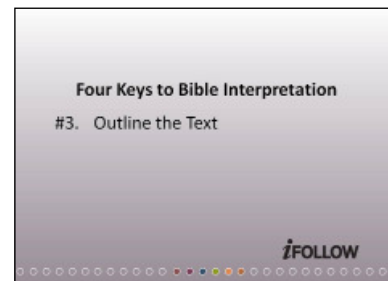 Four Keys to Bible Interpretation
#3. Outline the Text
iFOLLOW